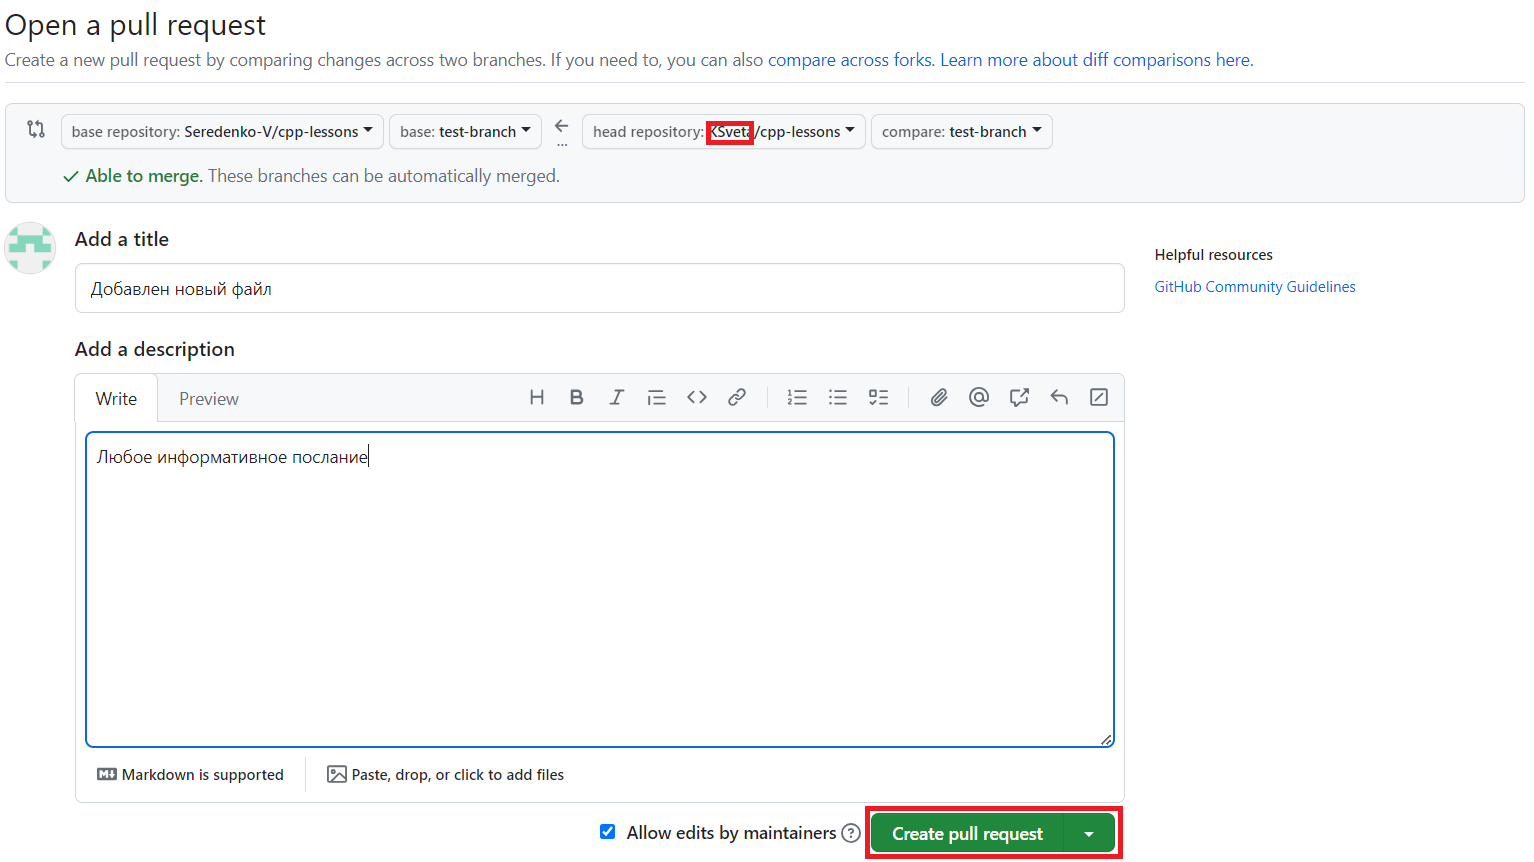 Open a pull request
Create a new pull request by comparing changes across two branches. If you need to, you can also compare across forks. Learn more about diff comparisons here.
base repository: Seredenko-V/cpp-lessons base: test-branch ← ... head repository: KSveta/cpp-lessons compare: test-branch
Able to merge. These branches can be automatically merged.
Add a title
Добавлен новый файл
Helpful resources
GitHub Community Guidelines
Add a description
Write Preview
Любое информативное послание
Markdown is supported Paste, drop, or click to add files
Allow edits by maintainers Create pull request